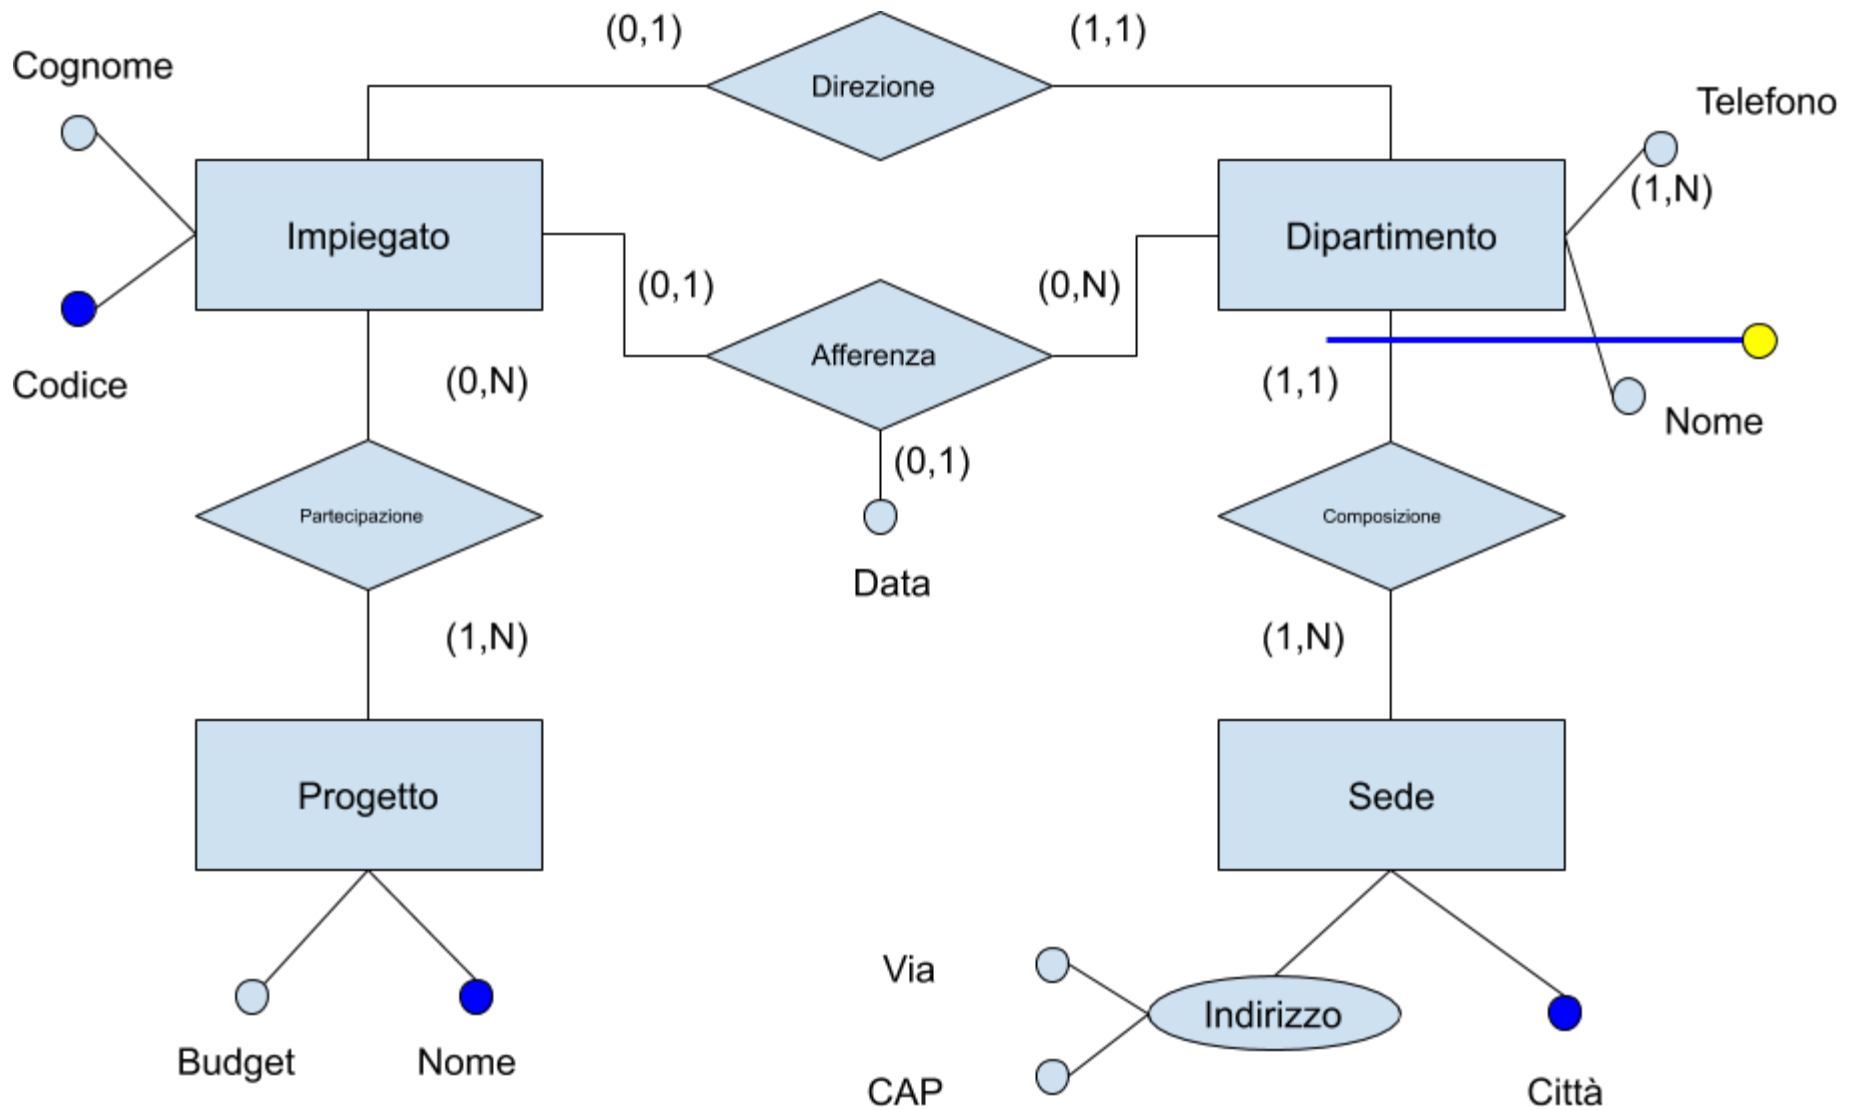 (0,1)
(1,1)
Direzione
Cognome
Telefono
(1,N)
Impiegato
Dipartimento
(0,1)
(0,N)
Afferenza
Codice
(0,N)
(1,1)
Nome
(0,1)
Partecipazione
Composizione
Data
(1,N)
(1,N)
Progetto
Sede
Via
Indirizzo
Budget
Nome
CAP
Città